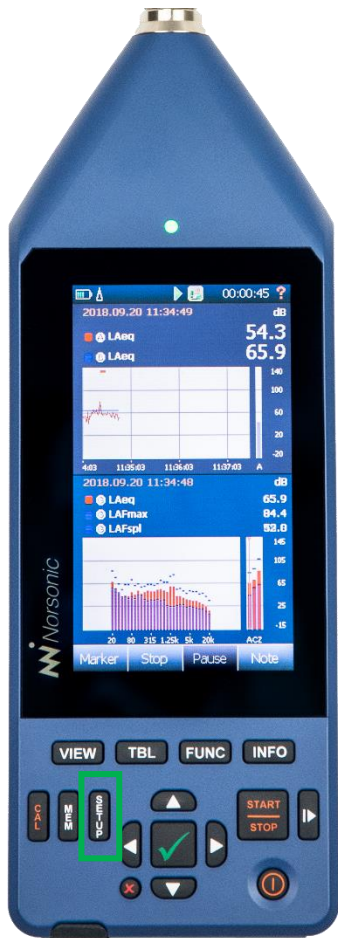 00:00:45 ?
2018.09.20 11:34:49 dB
A LAeq 54.3
G LAeq 65.9
140
100
60
20
-20
4:03 11:35:03 11:36:03 11:37:03 A
2018.09.20 11:34:48 dB
G LAeq 65.9
G LAFmax 84.4
G LAFspl
145
105
65
25
-15
20 80 315 1.25k 5k 20k ACZ
Marker Stop Pause Note
Norsonic
VIEW TBL FUNC INFO
CAL MEM SETUP START
STOP